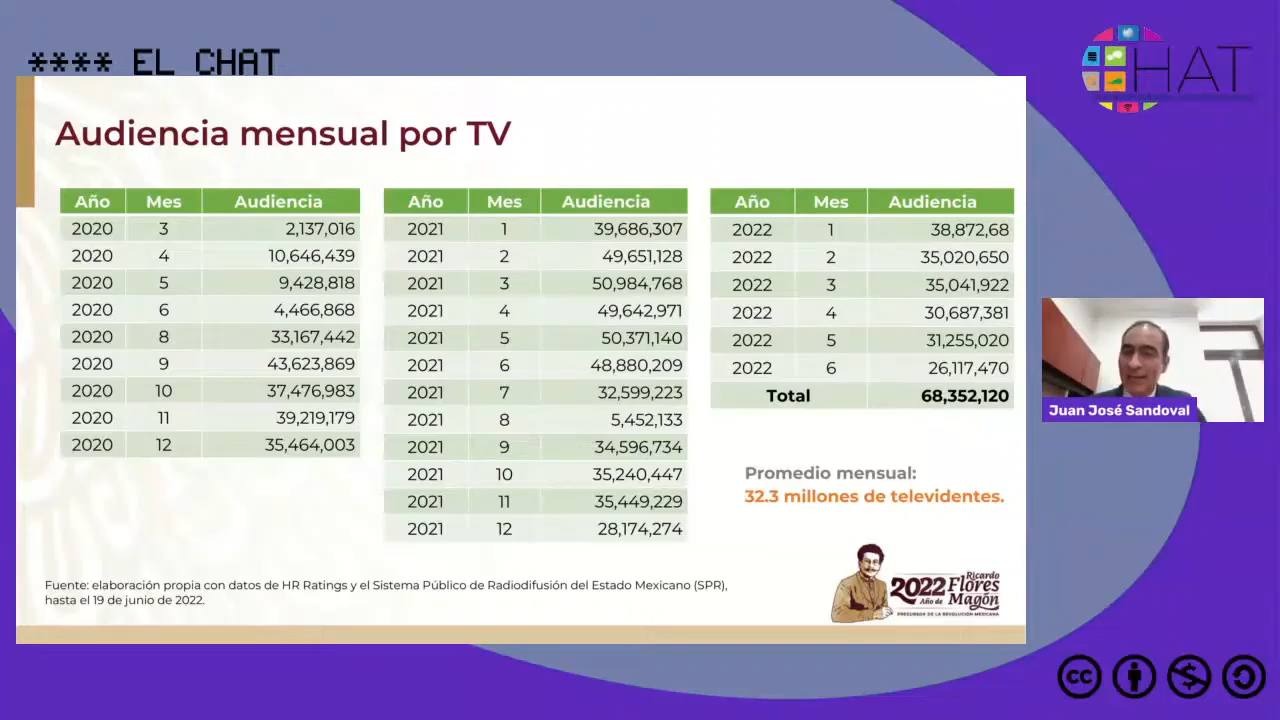 **** EL CHAT
HAT
Audiencia mensual por TV
Año Mes Audiencia
2020 3 2,137,016
2020 4 10,646,439
2020 5 9,428,818
2020 6 4,466,868
2020 8 33,167,442
2020 9 43,623,869
2020 10 37,476,983
2020 11 39,219,179
2020 12 35,464,003
Año Mes Audiencia
2021 1 39,686,307
2021 2 49,651,128
2021 3 50,984,768
2021 4 49,642,971
2021 5 50,371,140
2021 6 48,880,209
2021 7 32,599,223
2021 8 5,452,133
2021 9 34,596,734
2021 10 35,240,447
2021 11 35,449,229
2021 12 28,174,274
Año Mes Audiencia
2022 1 38,872,68
2022 2 35,020,650
2022 3 35,041,922
2022 4 30,687,381
2022 5 31,255,020
2022 6 26,117,470
Total 68,352,120
Promedio mensual:
32.3 millones de televidentes.
Juan José Sandoval
Fuente: elaboración propia con datos de HR Ratings y el Sistema Público de Radiodifusión del Estado Mexicano (SPR),
hasta el 19 de junio de 2022.
2022 Ricardo
Año de Flores
Magón
PRECURSOR DE LA REVOLUCIÓN MEXICANA
CC